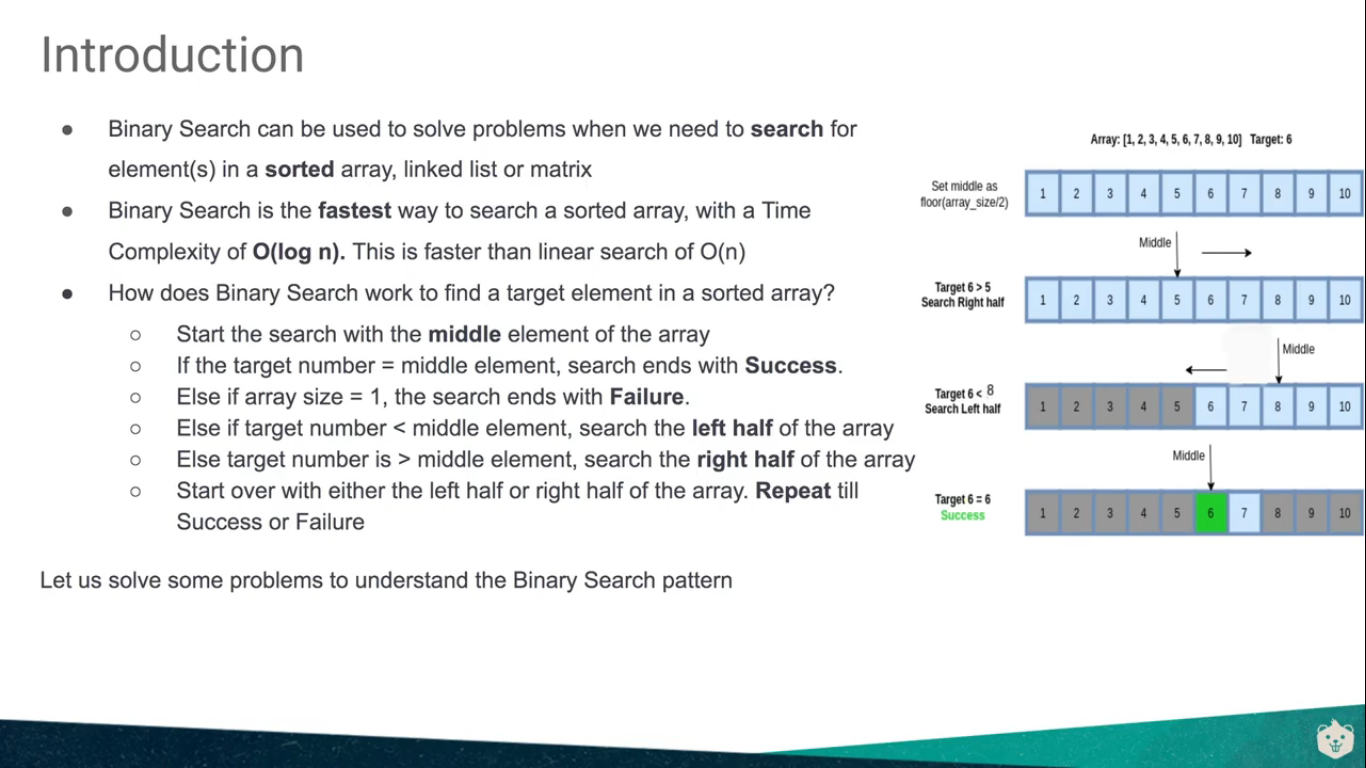 Introduction
● Binary Search can be used to solve problems when we need to search for
element(s) in a sorted array, linked list or matrix
● Binary Search is the fastest way to search a sorted array, with a Time
Complexity of O(log n). This is faster than linear search of O(n)
● How does Binary Search work to find a target element in a sorted array?
○ Start the search with the middle element of the array
○ If the target number = middle element, search ends with Success.
○ Else if array size = 1, the search ends with Failure.
○ Else if target number < middle element, search the left half of the array
○ Else target number is > middle element, search the right half of the array
○ Start over with either the left half or right half of the array. Repeat till
Success or Failure
Let us solve some problems to understand the Binary Search pattern
Array: [1, 2, 3, 4, 5, 6, 7, 8, 9, 10] Target: 6
Set middle as
floor(array_size/2)
1 2 3 4 5 6 7 8 9 10
Middle
Target 6 > 5
Search Right half
1 2 3 4 5 6 7 8 9 10
Middle
Target 6 < 8
Search Left half
1 2 3 4 5 6 7 8 9 10
Middle
Target 6 = 6
Success
1 2 3 4 5 6 7 8 9 10